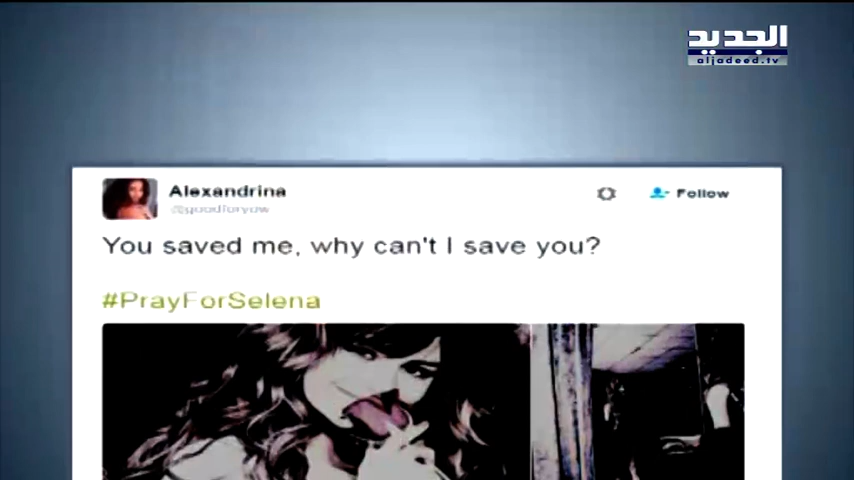 الجديد
aljadeed.tv
Alexandrina
Follow
You saved me, why can't I save you?
#PrayForSelena